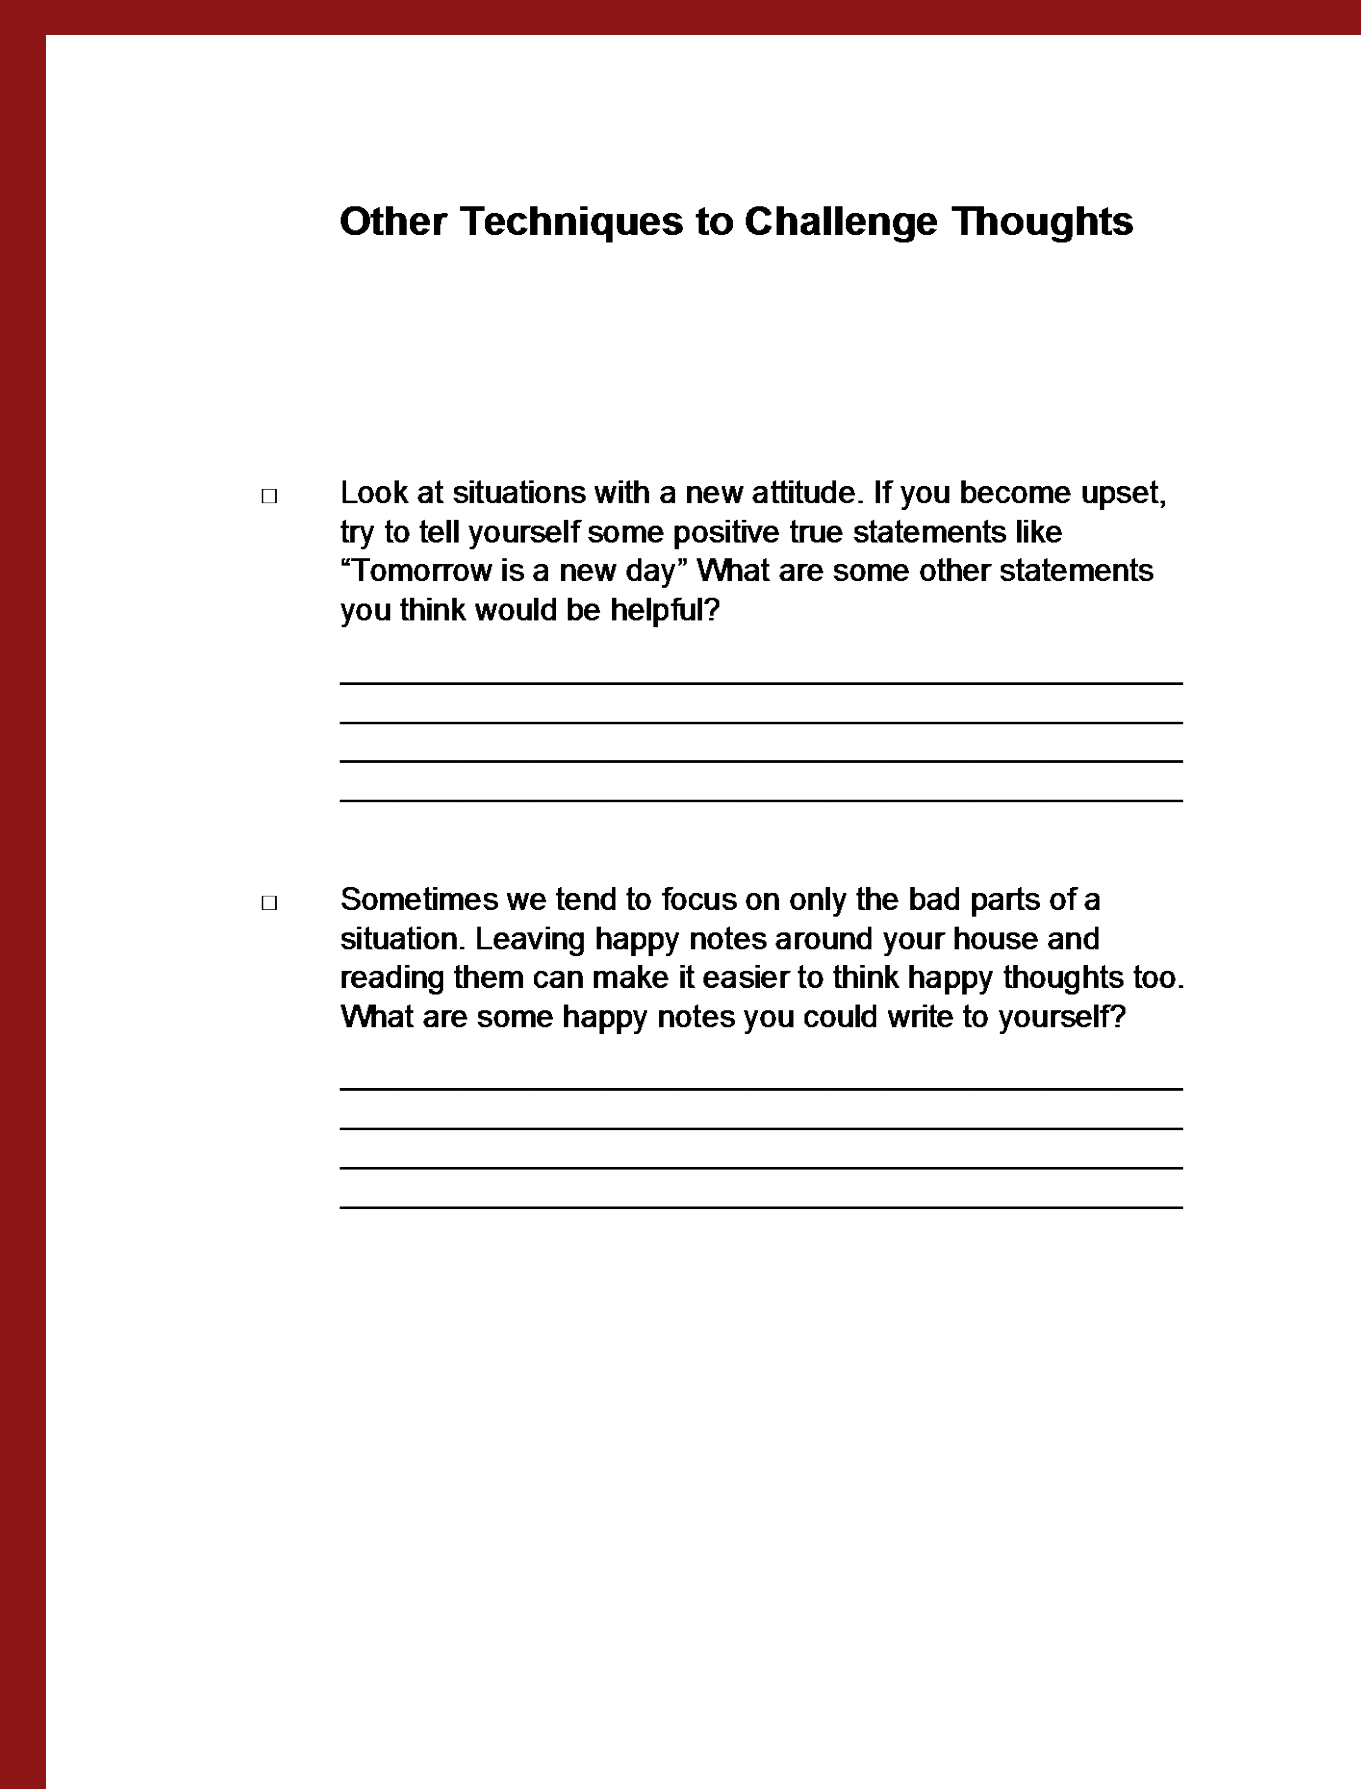 Other Techniques to Challenge Thoughts
Look at situations with a new attitude. If you become upset,
try to tell yourself some positive true statements like
“Tomorrow is a new day” What are some other statements
you think would be helpful?
Sometimes we tend to focus on only the bad parts of a
situation. Leaving happy notes around your house and
reading them can make it easier to think happy thoughts too.
What are some happy notes you could write to yourself?